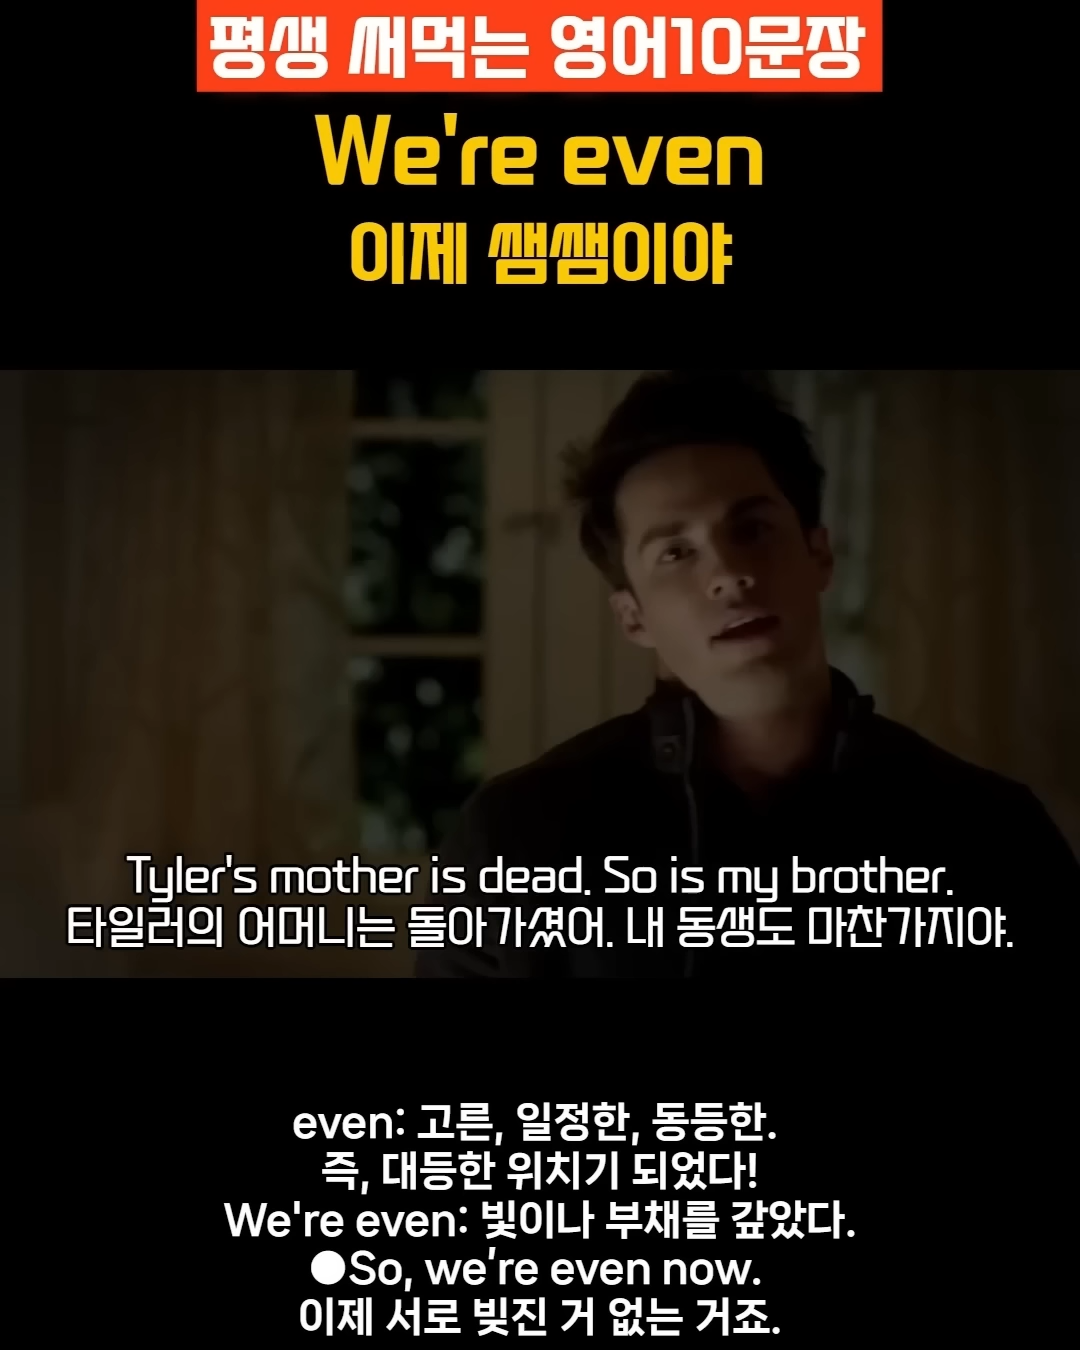 평생 써먹는 영어10문장
We're even
이제 쌤쌤이야
Tyler's mother is dead. So is my brother.
타일러의 어머니는 돌아가셨어. 내 동생도 마찬가지야.
even: 고른, 일정한, 동등한.
즉, 대등한 위치기 되었다!
We're even: 빛이나 부채를 갚았다.
●So, we’re even now.
이제 서로 빚진 거 없는 거죠.